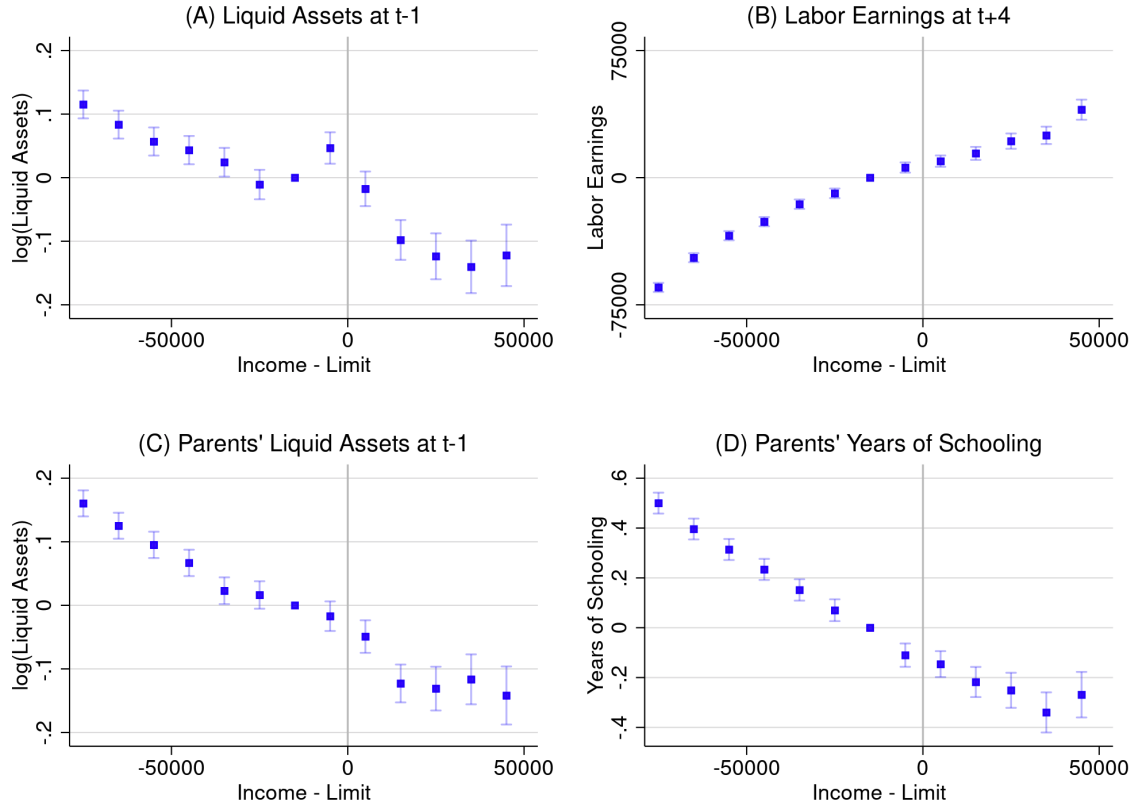 (A) Liquid Assets at t-1
log(Liquid Assets)
.2
.1
0
-.1
-.2
-50000 0 50000
Income - Limit
(B) Labor Earnings at t+4
Labor Earnings
75000
0
-75000
-50000 0 50000
Income - Limit
(C) Parents' Liquid Assets at t-1
log(Liquid Assets)
.2
.1
0
-.1
-.2
-50000 0 50000
Income - Limit
(D) Parents' Years of Schooling
Years of Schooling
.6
.4
.2
0
-.2
-.4
-50000 0 50000
Income - Limit